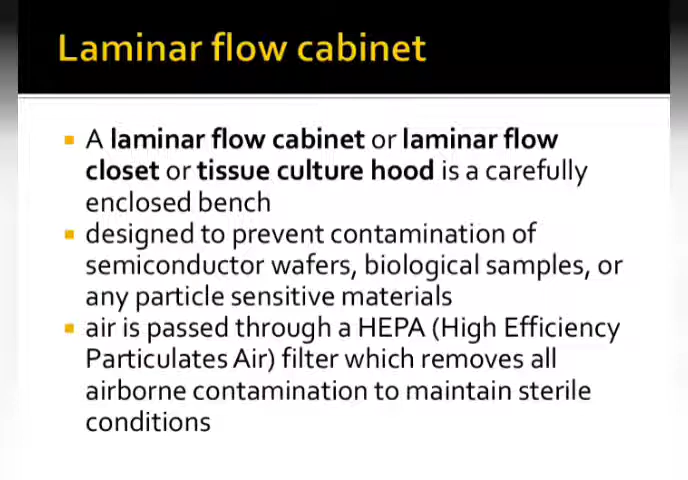 Laminar flow cabinet
A laminar flow cabinet or laminar flow
closet or tissue culture hood is a carefully
enclosed bench
designed to prevent contamination of
semiconductor wafers, biological samples, or
any particle sensitive materials
air is passed through a HEPA (High Efficiency
Particulates Air) filter which removes all
airborne contamination to maintain sterile
conditions